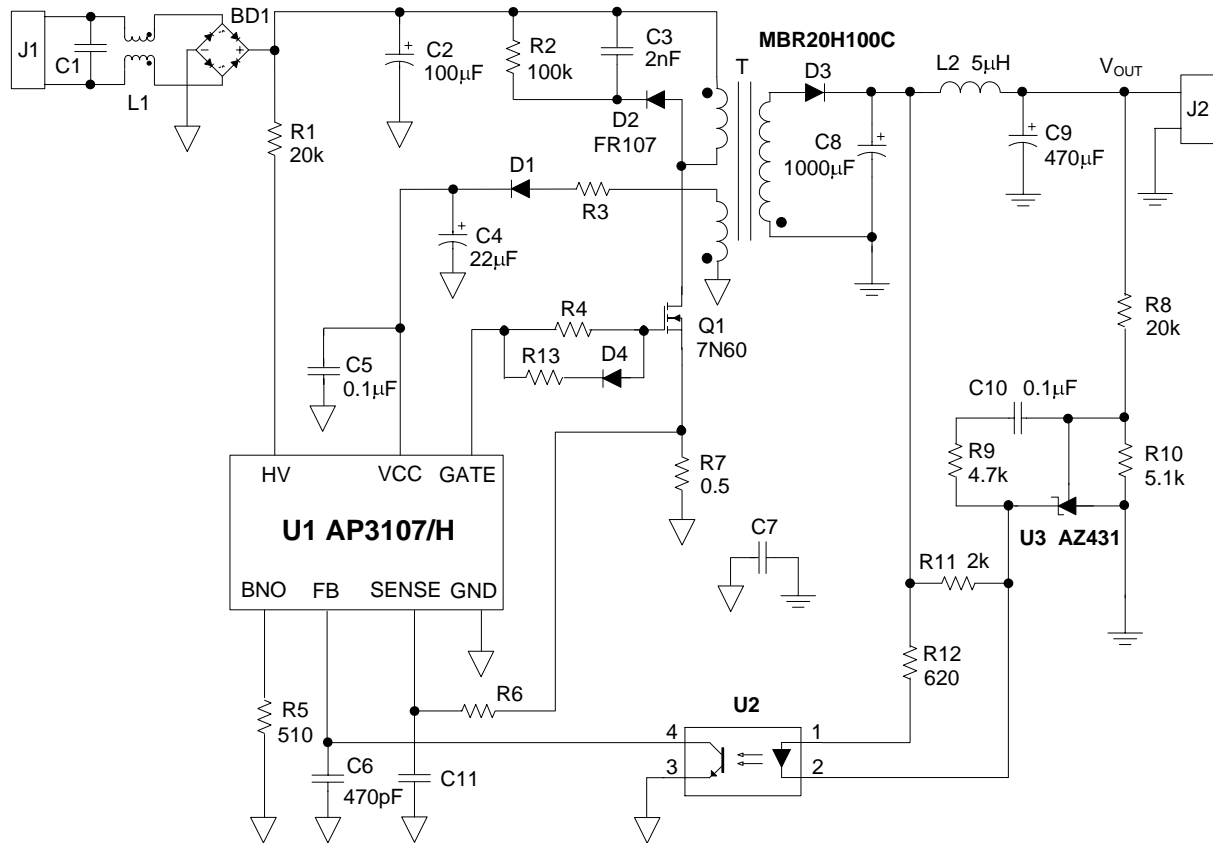 J1
C1
L1
BD1
R1
20k
C2
100μF
R2
100k
C3
2nF
D2
FR107
MBR20H100C
T
D3
L2 5μH
VOUT
J2
C8
1000μF
C9
470μF
D1
R3
C4
22μF
R4
R13
D4
Q1
7N60
C5
0.1μF
R8
20k
C10 0.1μF
R9
4.7k
R10
5.1k
U3 AZ431
HV
VCC
GATE
U1 AP3107/H
BNO
FB
SENSE
GND
R7
0.5
C7
R11 2k
R12
620
R5
510
R6
C6
470pF
C11
U2
4
3
1
2